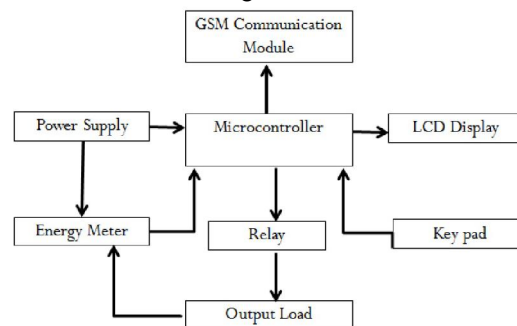 GSM Communication
Module
Power Supply
Microcontroller
LCD Display
Energy Meter
Relay
Key pad
Output Load